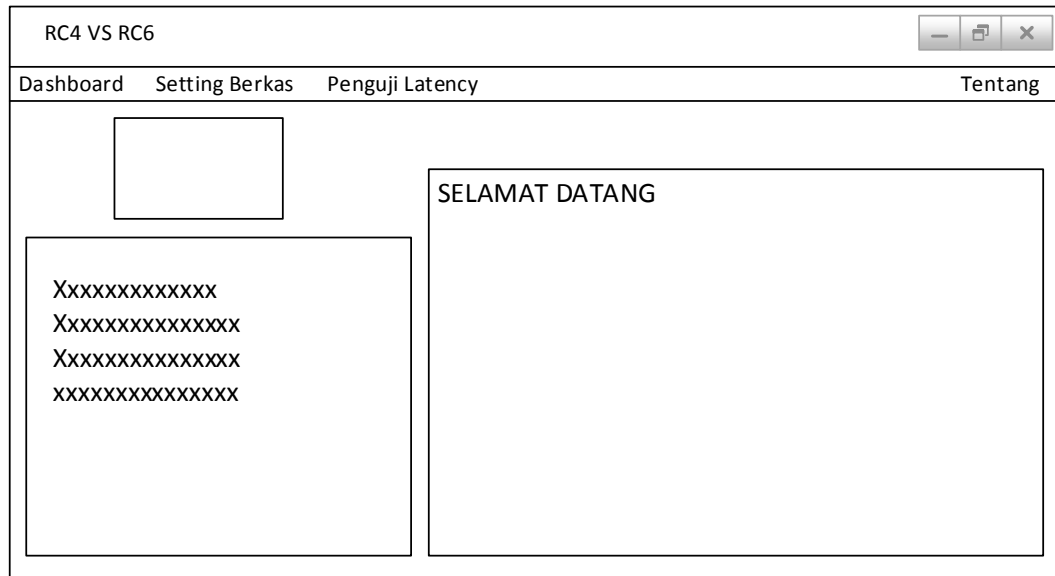 RC4 VS RC6
Dashboard Setting Berkas Penguji Latency Tentang
SELAMAT DATANG
Xxxxxxxxxxxxx
Xxxxxxxxxxxxxxx
Xxxxxxxxxxxxxxx
xxxxxxxxxxxxxxx